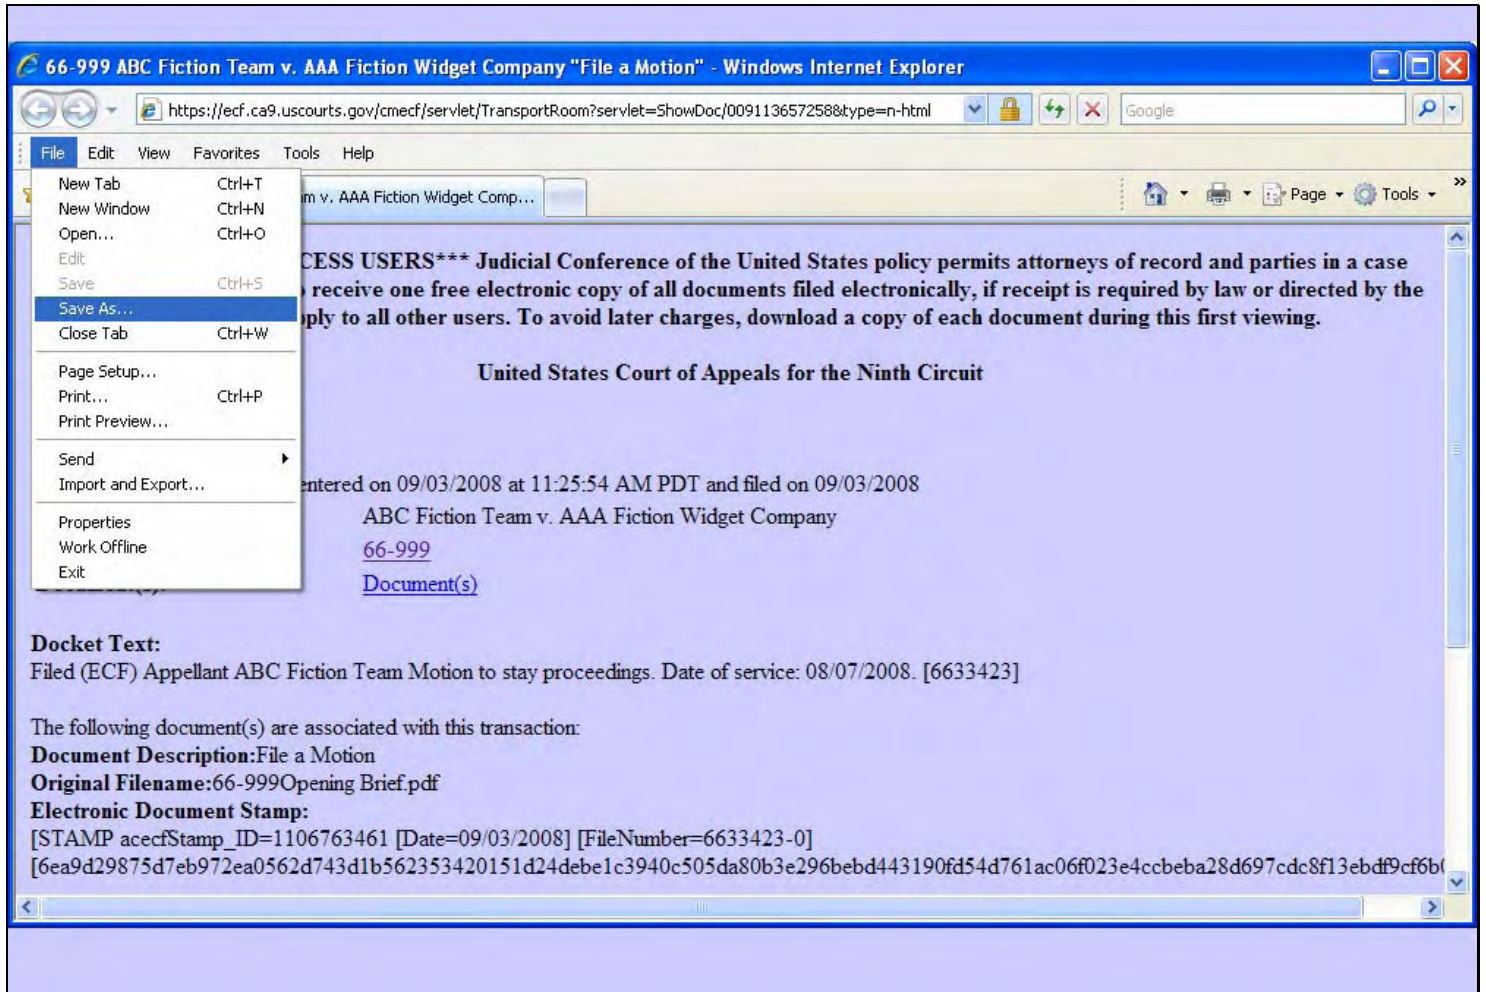 66-999 ABC Fiction Team v. AAA Fiction Widget Company "File a Motion" - Windows Internet Explorer
https://ecf.ca9.uscourts.gov/cmecf/servlet/TransportRoom?servlet=ShowDoc/009113657258&type=n-html
Google
File Edit View Favorites Tools Help
m v. AAA Fiction Widget Comp...
Page Tools »
New Tab Ctrl+T
New Window Ctrl+N
Open... Ctrl+O
Edit
Save Ctrl+S
Save As...
Close Tab Ctrl+W
Page Setup...
Print... Ctrl+P
Print Preview...
Send
Import and Export...
Properties
Work Offline
Exit
CESS USERS*** Judicial Conference of the United States policy permits attorneys of record and parties in a case
receive one free electronic copy of all documents filed electronically, if receipt is required by law or directed by the
ply to all other users. To avoid later charges, download a copy of each document during this first viewing.
United States Court of Appeals for the Ninth Circuit
entered on 09/03/2008 at 11:25:54 AM PDT and filed on 09/03/2008
ABC Fiction Team v. AAA Fiction Widget Company
66-999
Document(s)
Docket Text:
Filed (ECF) Appellant ABC Fiction Team Motion to stay proceedings. Date of service: 08/07/2008. [6633423]
The following document(s) are associated with this transaction:
Document Description:File a Motion
Original Filename:66-999Opening Brief.pdf
Electronic Document Stamp:
[STAMP acecfStamp_ID=1106763461 [Date=09/03/2008] [FileNumber=6633423-0]
[6ea9d29875d7eb972ea0562d743d1b562353420151d24debe1c3940c505da80b3e296bebd443190fd54d761ac06f023e4ccbeba28d697cdc8f13ebdf9cf6b